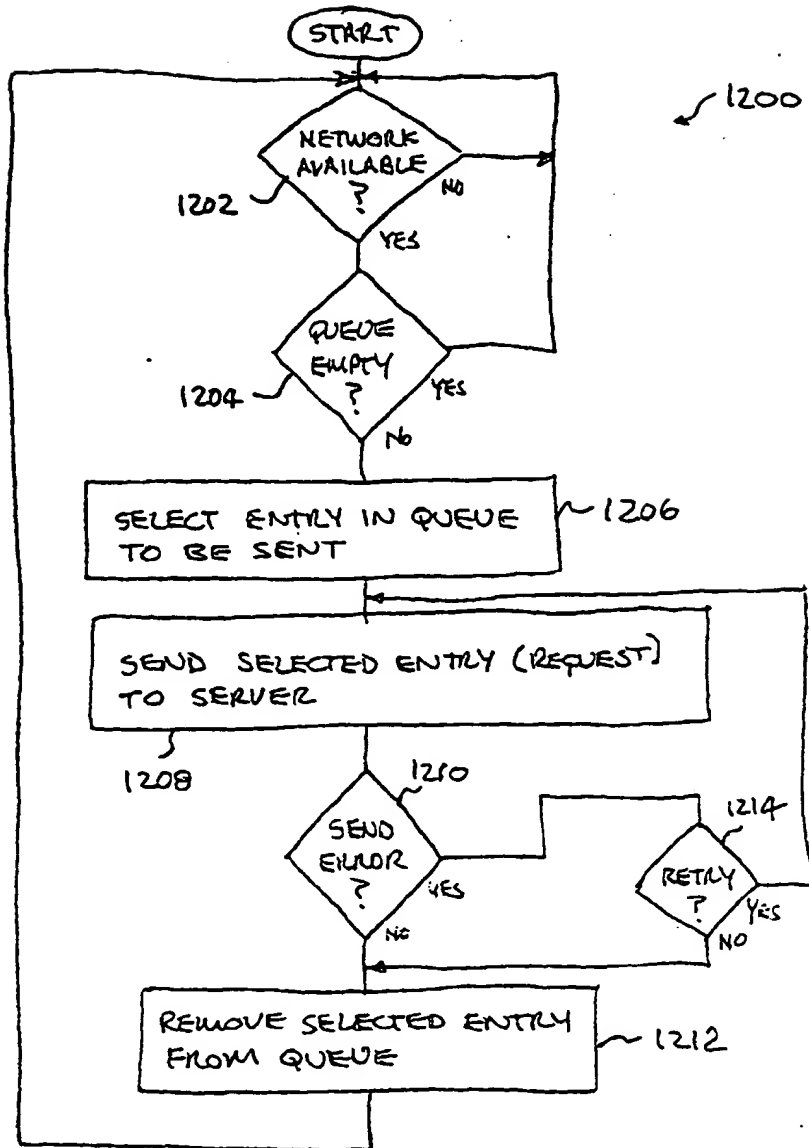 START
1200
NETWORK
AVAILABLE
?
1202
NO
YES
QUEUE
EMPTY
?
1204
YES
NO
SELECT ENTRY IN QUEUE
TO BE SENT
1206
SEND SELECTED ENTRY (REQUEST)
TO SERVER
1208
1210
SEND
ERROR
?
YES
NO
1214
RETRY
?
YES
NO
REMOVE SELECTED ENTRY
FROM QUEUE
1212